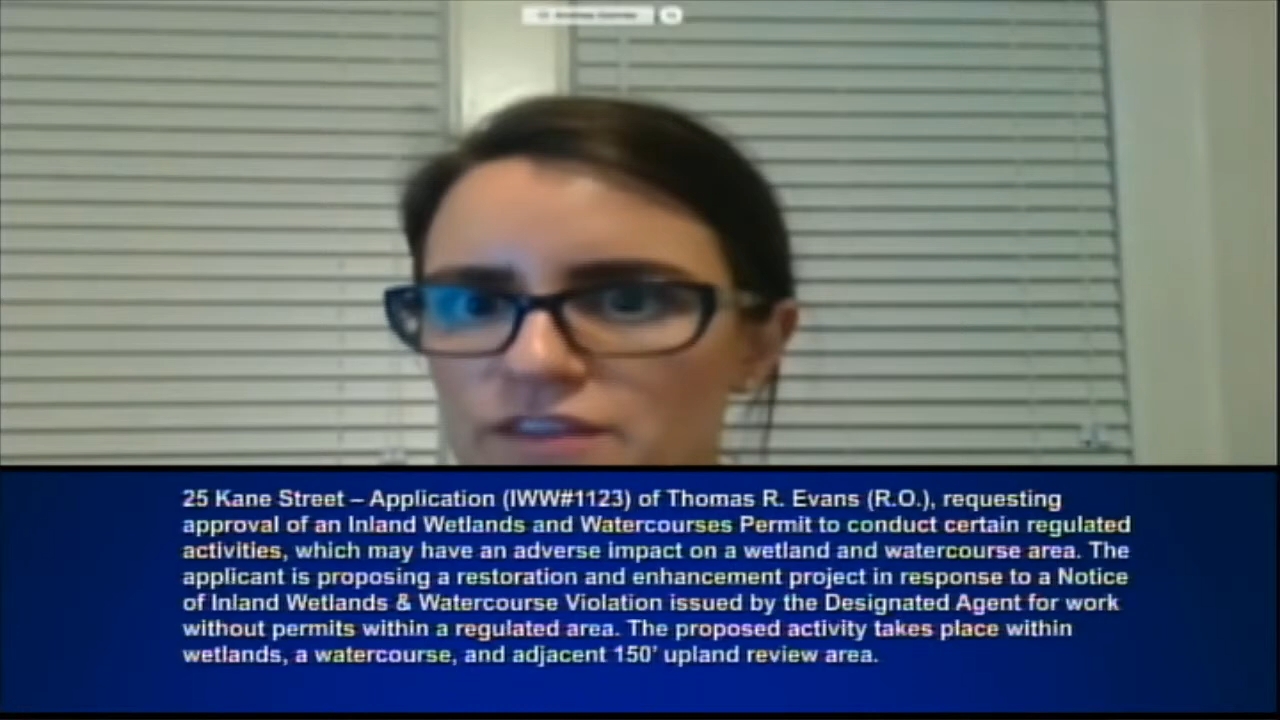 25 Kane Street – Application (IWW#1123) of Thomas R. Evans (R.O.), requesting
approval of an Inland Wetlands and Watercourses Permit to conduct certain regulated
activities, which may have an adverse impact on a wetland and watercourse area. The
applicant is proposing a restoration and enhancement project in response to a Notice
of Inland Wetlands & Watercourse Violation issued by the Designated Agent for work
without permits within a regulated area. The proposed activity takes place within
wetlands, a watercourse, and adjacent 150' upland review area.